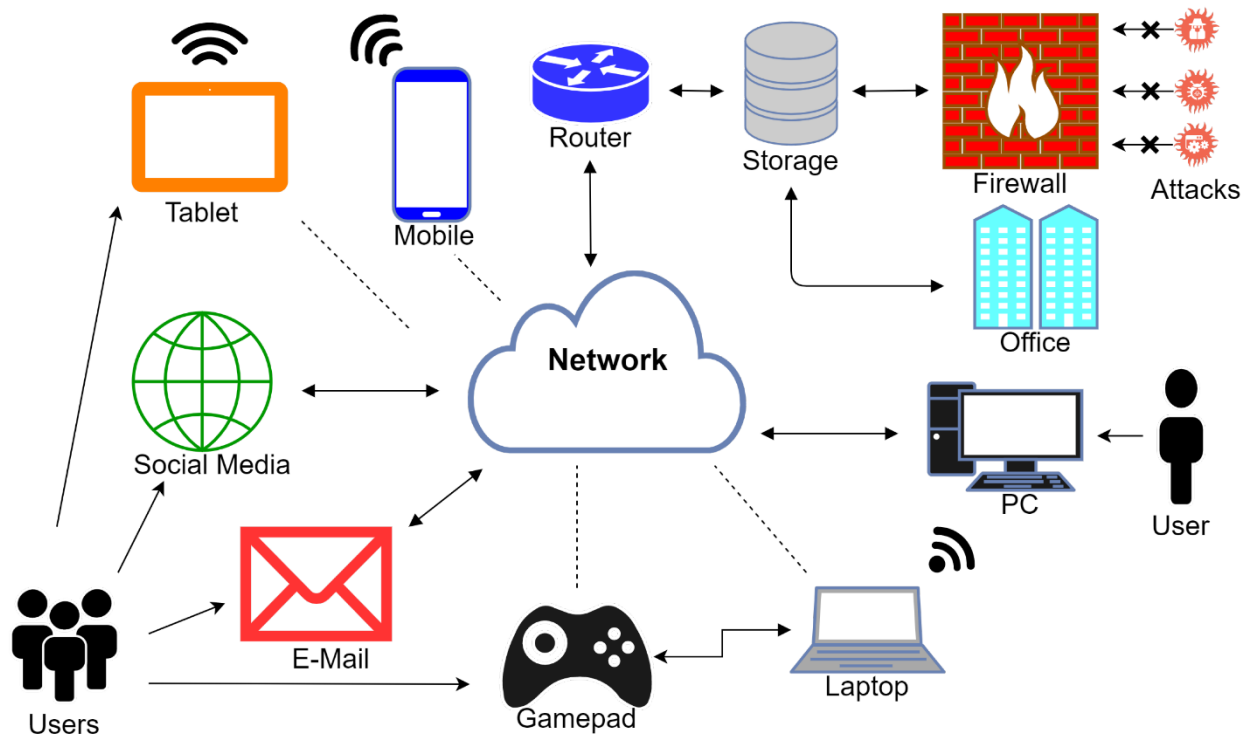 Router
Storage
Firewall
Attacks
Tablet
Mobile
Network
Office
Social Media
PC
User
E-Mail
Laptop
Users
Gamepad